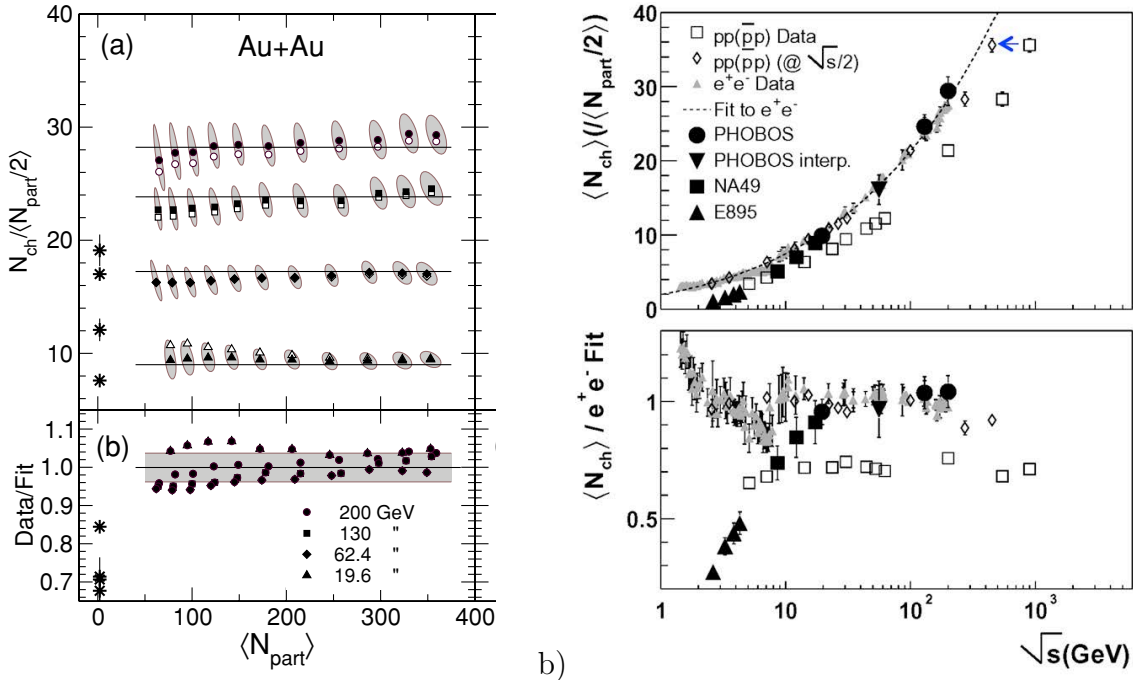 (a)
Au+Au
40
30
20
10
N_ch/⟨N_part/2⟩
(b)
1.1
1.0
0.9
0.8
0.7
Data/Fit
200 GeV
130 "
62.4 "
19.6 "
0
100
200
300
400
⟨N_part⟩
b)
40
30
20
10
0
⟨N_ch⟩(/⟨N_part/2⟩)
pp(p̅p) Data
pp(p̅p) (@ √s/2)
e⁺e⁻ Data
Fit to e⁺e⁻
PHOBOS
PHOBOS interp.
NA49
E895
1
0.5
⟨N_ch⟩ / e⁺e⁻ Fit
1
10
10²
10³
√s(GeV)